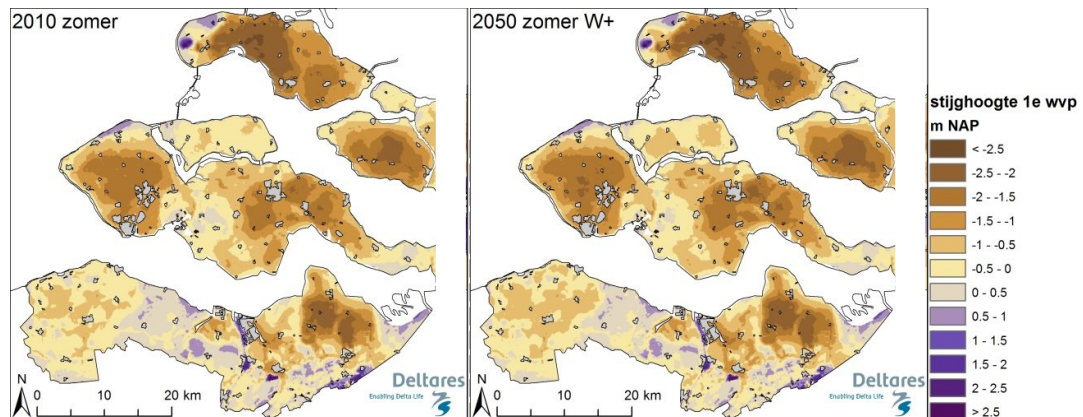 2010 zomer
2050 zomer W+
stijghoogte 1e wvp
m NAP
< -2.5
-2.5 - -2
-2 - -1.5
-1.5 - -1
-1 - -0.5
-0.5 - 0
0 - 0.5
0.5 - 1
1 - 1.5
1.5 - 2
2 - 2.5
> 2.5
N
0 10 20 km
Deltares
Enabling Delta Life
N
0 10 20 km
Deltares
Enabling Delta Life